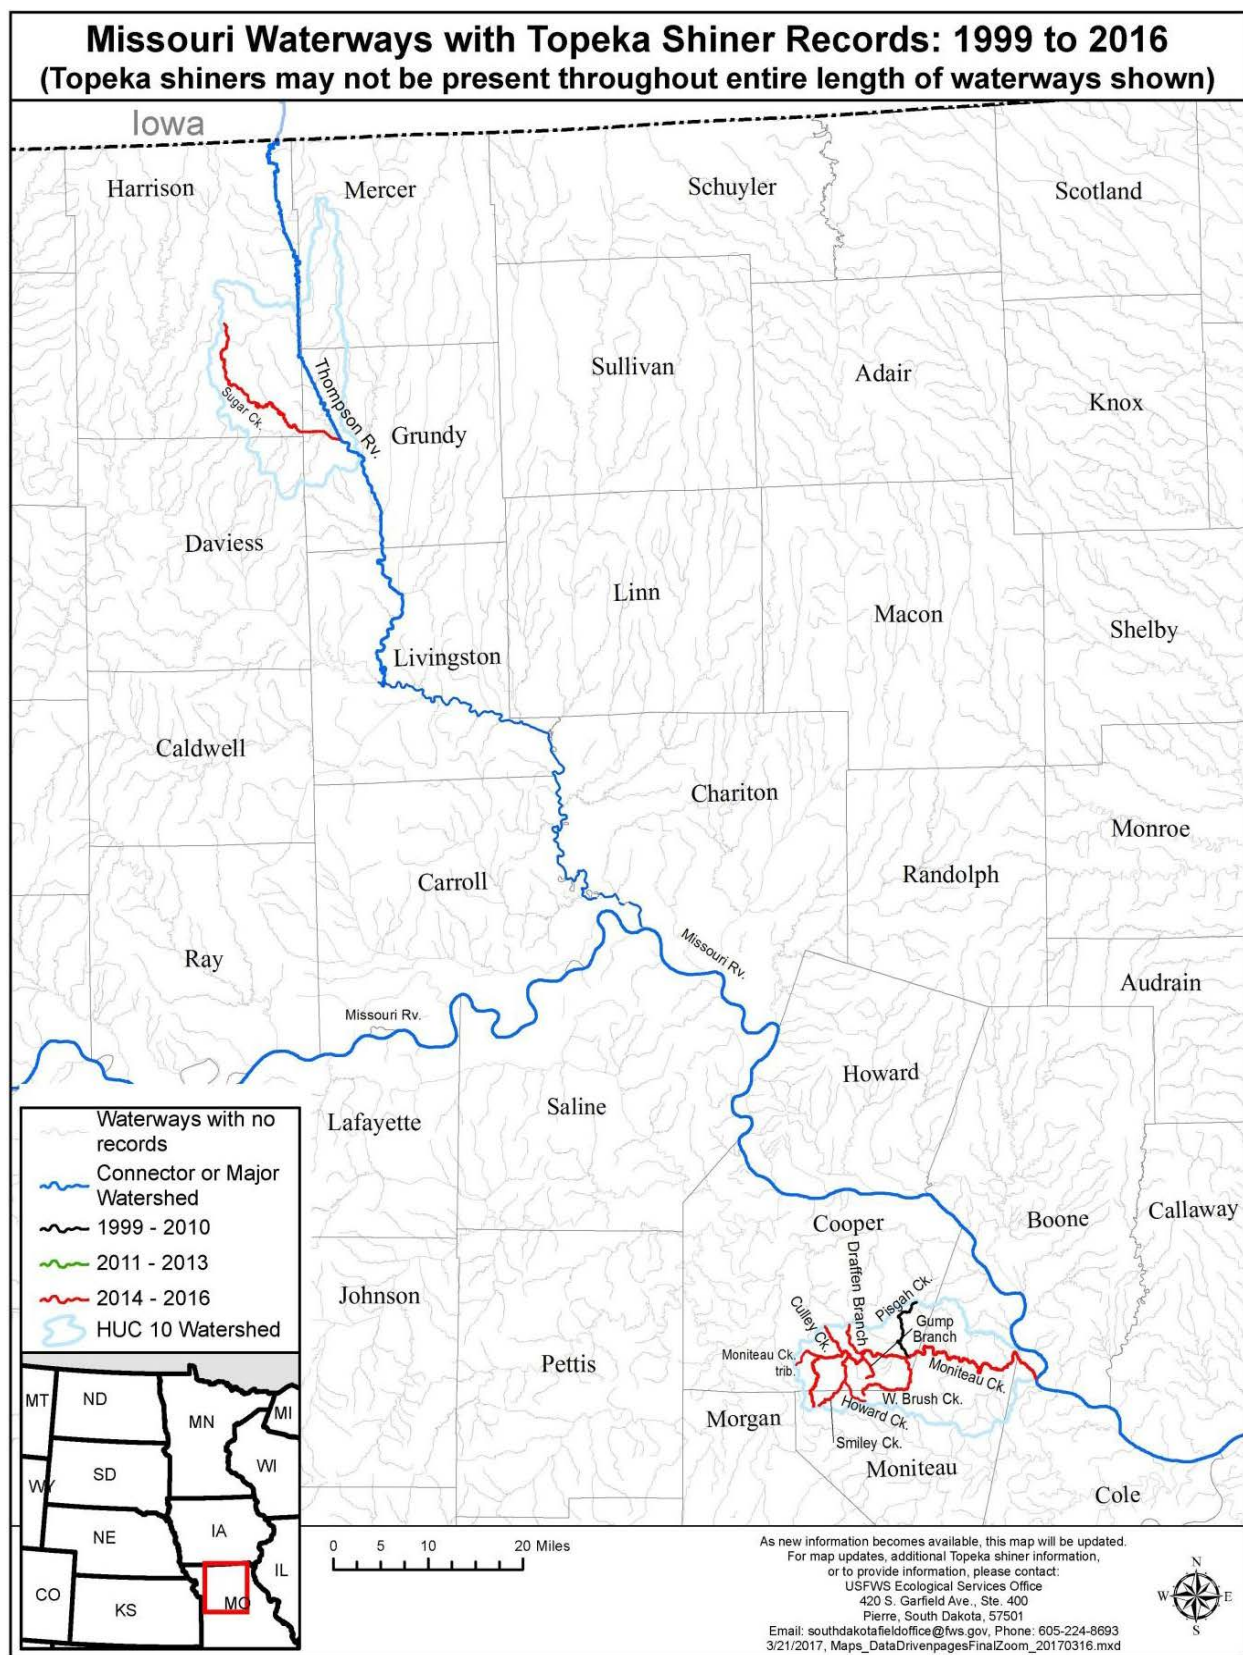 Missouri Waterways with Topeka Shiner Records: 1999 to 2016
(Topeka shiners may not be present throughout entire length of waterways shown)
Iowa
Harrison
Mercer
Schuyler
Scotland
Sullivan
Adair
Knox
Thompson Rv.
Sugar Ck.
Grundy
Daviess
Linn
Macon
Shelby
Livingston
Caldwell
Chariton
Monroe
Carroll
Randolph
Ray
Missouri Rv.
Audrain
Missouri Rv.
Howard
Lafayette
Saline
Cooper
Boone
Callaway
Johnson
Pettis
Draffen Branch
Pisgah Ck.
Culley Ck.
Gump
Branch
Moniteau Ck.
trib.
Moniteau Ck.
W. Brush Ck.
Howard Ck.
Smiley Ck.
Morgan
Moniteau
Cole
Waterways with no
records
Connector or Major
Watershed
1999 - 2010
2011 - 2013
2014 - 2016
HUC 10 Watershed
MT
ND
MN
MI
WI
SD
WY
NE
IA
IL
CO
KS
MO
0 5 10 20 Miles
As new information becomes available, this map will be updated.
For map updates, additional Topeka shiner information,
or to provide information, please contact:
USFWS Ecological Services Office
420 S. Garfield Ave., Ste. 400
Pierre, South Dakota, 57501
Email: southdakotafieldoffice@fws.gov, Phone: 605-224-8693
3/21/2017, Maps_DataDrivenpagesFinalZoom_20170316.mxd
N
W E
S